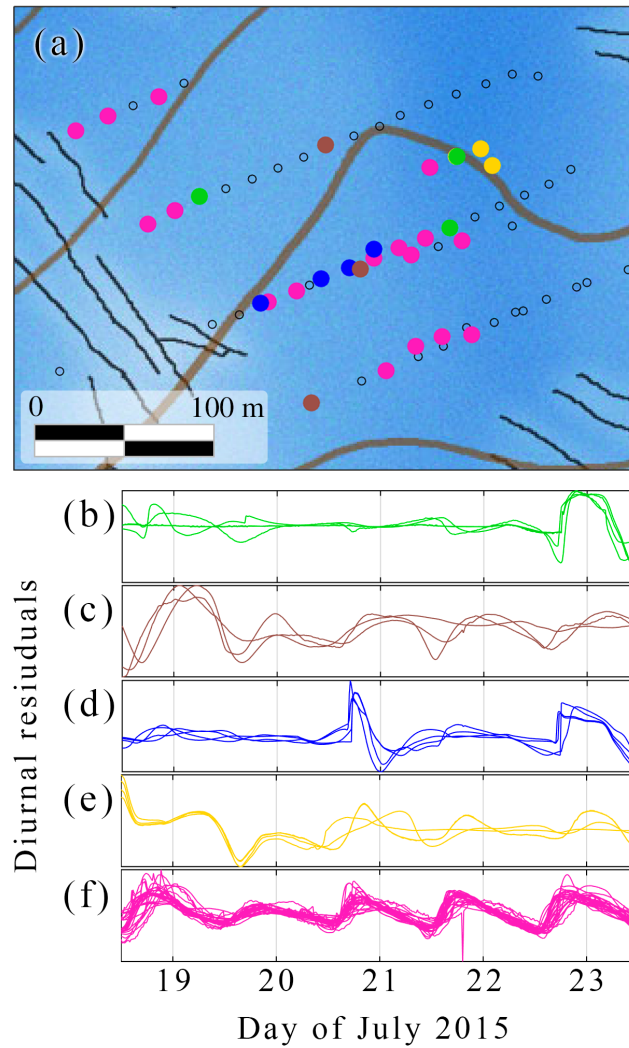 (a)
0 100 m
(b)
(c)
(d)
(e)
(f)
Diurnal resiuduals
19 20 21 22 23
Day of July 2015